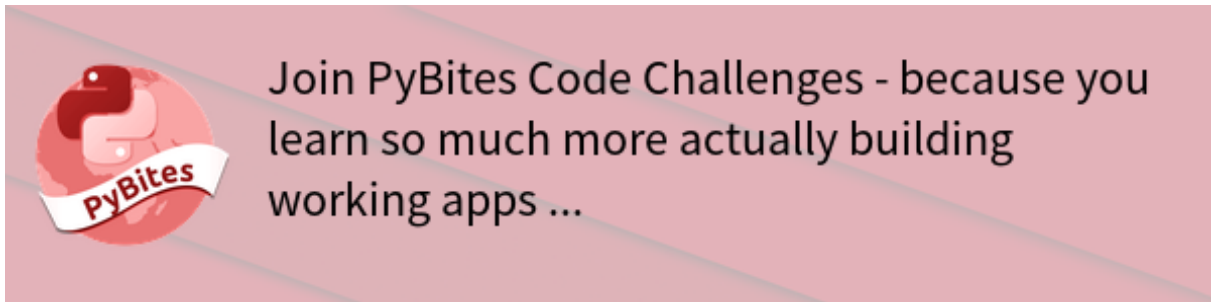 Join PyBites Code Challenges - because you
learn so much more actually building
working apps ...
PyBites